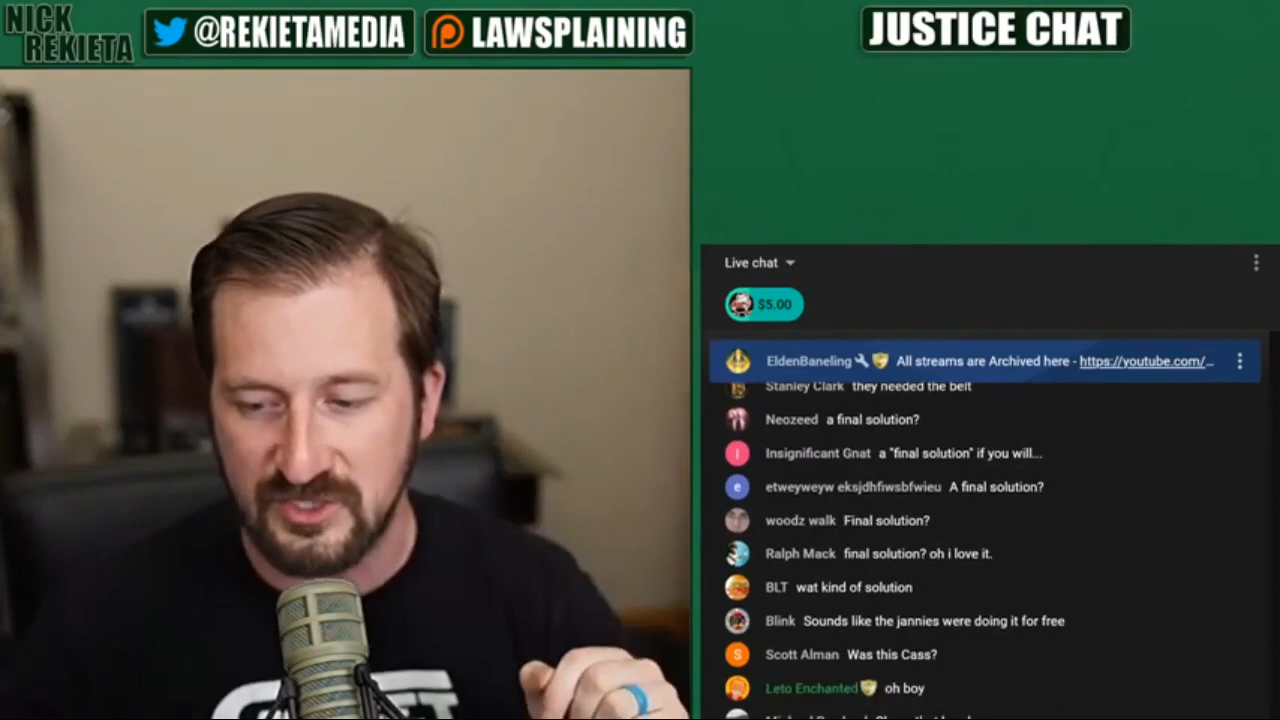 NICK
REKIETA
@REKIETAMEDIA
LAWSPLAINING
JUSTICE CHAT
Live chat
$5.00
EldenBaneling All streams are Archived here - https://youtube.com/...
Stanley Clark they needed the belt
Neozeed a final solution?
i Insignificant Gnat a "final solution" if you will...
e etweyweyw eksjdhfiwsbfwieu A final solution?
woodz walk Final solution?
Ralph Mack final solution? oh i love it.
BLT wat kind of solution
Blink Sounds like the jannies were doing it for free
S Scott Alman Was this Cass?
Leto Enchanted oh boy